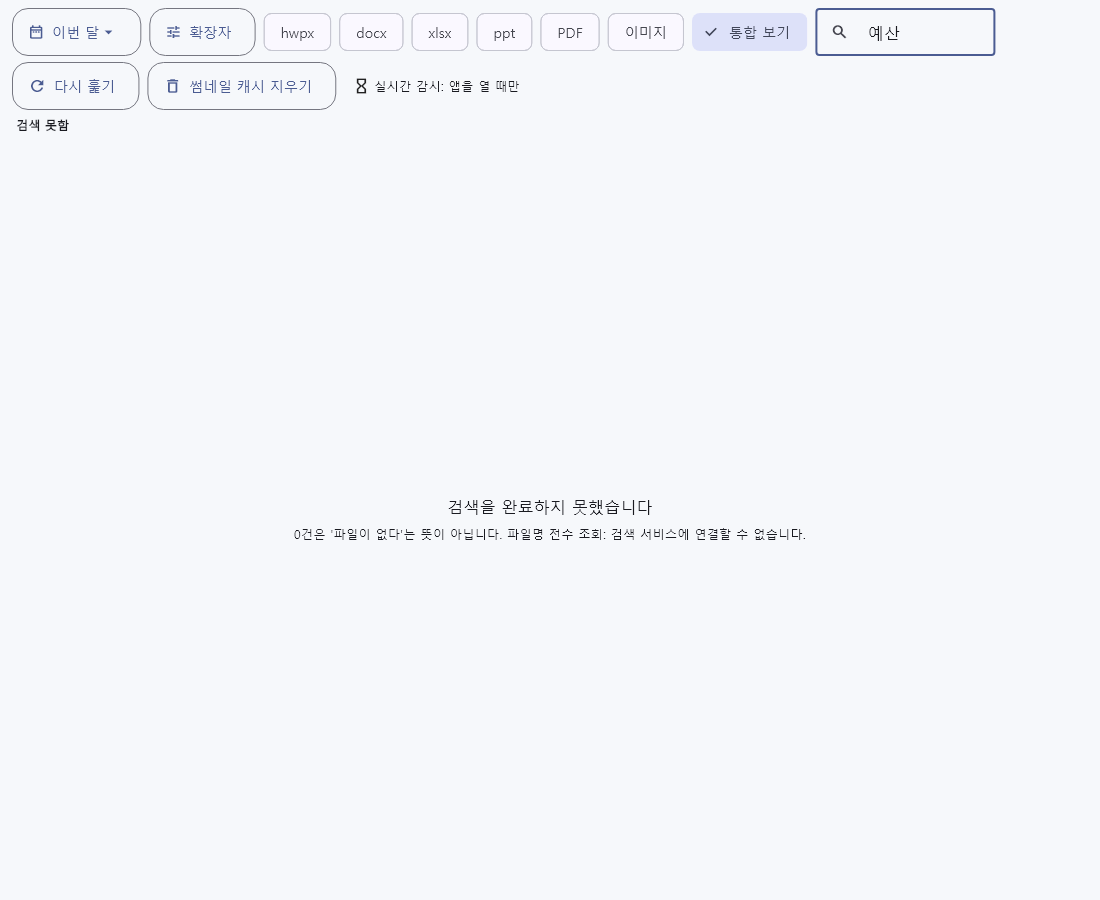 이번 달 확장자 hwpx docx xlsx ppt PDF 이미지 통합 보기 예산
다시 훑기 썸네일 캐시 지우기 실시간 감시: 앱을 열 때만
검색 못함
검색을 완료하지 못했습니다
0건은 '파일이 없다'는 뜻이 아닙니다. 파일명 전수 조회: 검색 서비스에 연결할 수 없습니다.